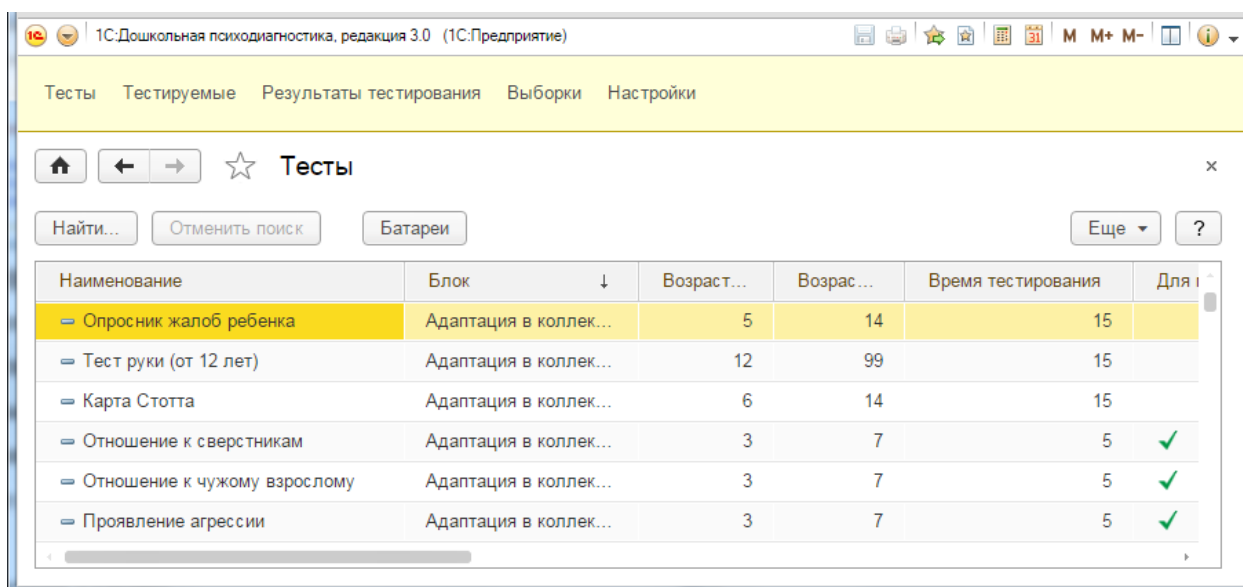 1С:Дошкольная психодиагностика, редакция 3.0 (1С:Предприятие) 31 M M+ M-
Тесты Тестируемые Результаты тестирования Выборки Настройки
Тесты
Найти... Отменить поиск Батареи Еще ?
Наименование Блок ↓ Возраст... Возрас... Время тестирования Для
Опросник жалоб ребенка Адаптация в коллек... 5 14 15
Тест руки (от 12 лет) Адаптация в коллек... 12 99 15
Карта Стотта Адаптация в коллек... 6 14 15
Отношение к сверстникам Адаптация в коллек... 3 7 5
Отношение к чужому взрослому Адаптация в коллек... 3 7 5
Проявление агрессии Адаптация в коллек... 3 7 5